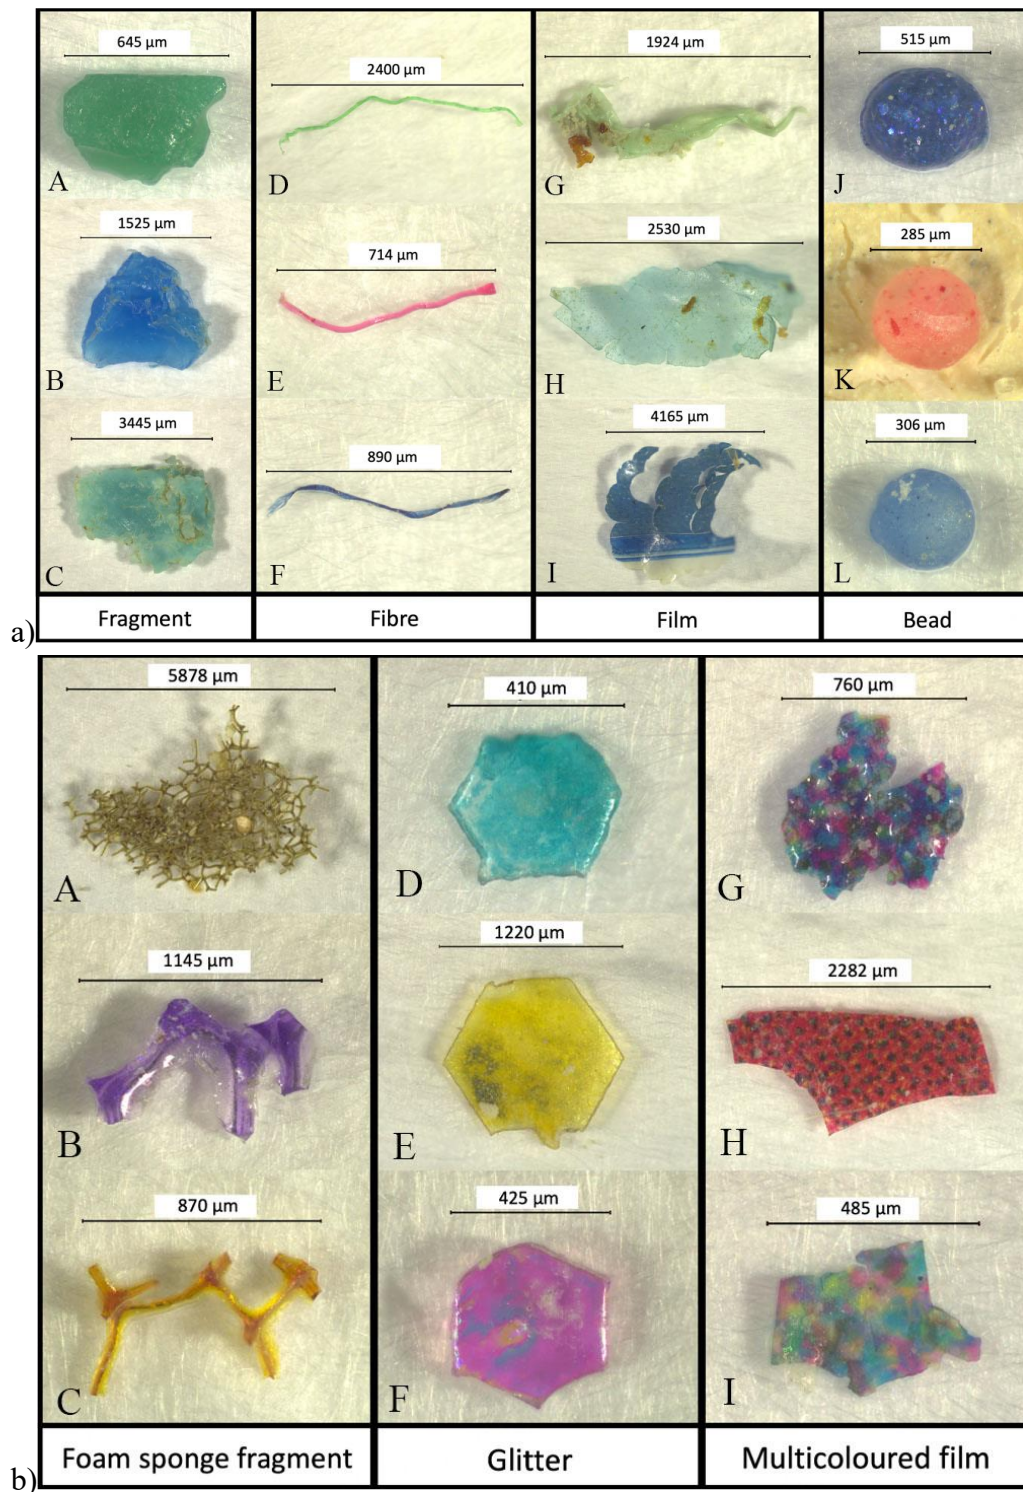 645 µm
A
1525 µm
B
3445 µm
C
Fragment
2400 µm
D
714 µm
E
890 µm
F
Fibre
1924 µm
G
2530 µm
H
4165 µm
I
Film
515 µm
J
285 µm
K
306 µm
L
Bead
a)
5878 µm
A
1145 µm
B
870 µm
C
Foam sponge fragment
410 µm
D
1220 µm
E
425 µm
F
Glitter
760 µm
G
2282 µm
H
485 µm
I
Multicoloured film
b)